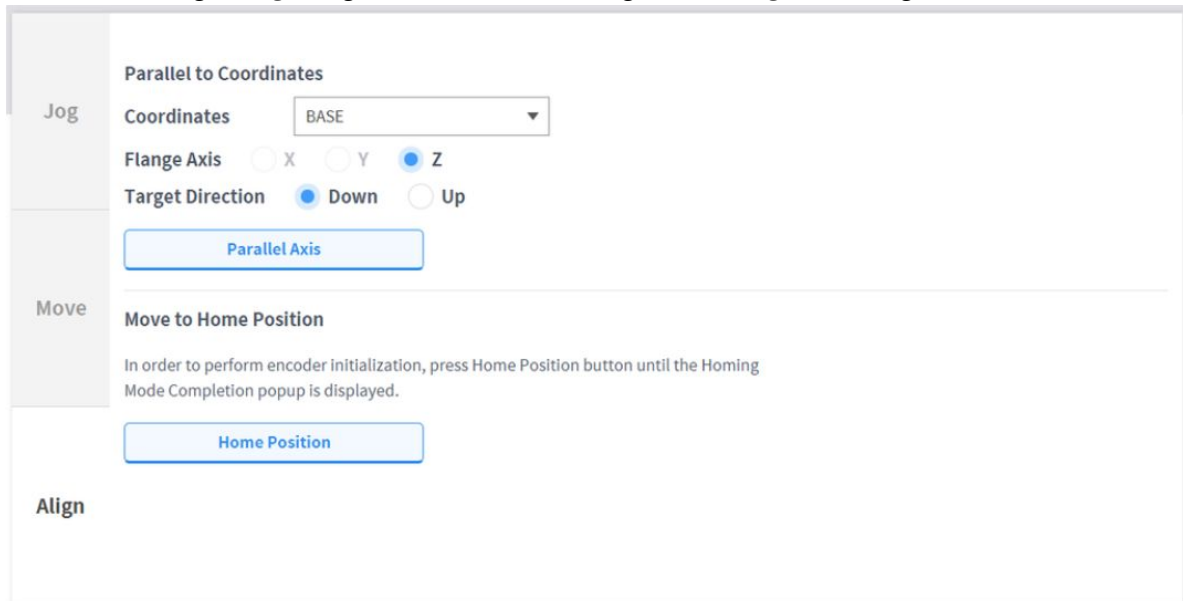 Jog
Move
Align
Parallel to Coordinates
Coordinates BASE
Flange Axis X Y Z
Target Direction Down Up
Parallel Axis
Move to Home Position
In order to perform encoder initialization, press Home Position button until the Homing
Mode Completion popup is displayed.
Home Position